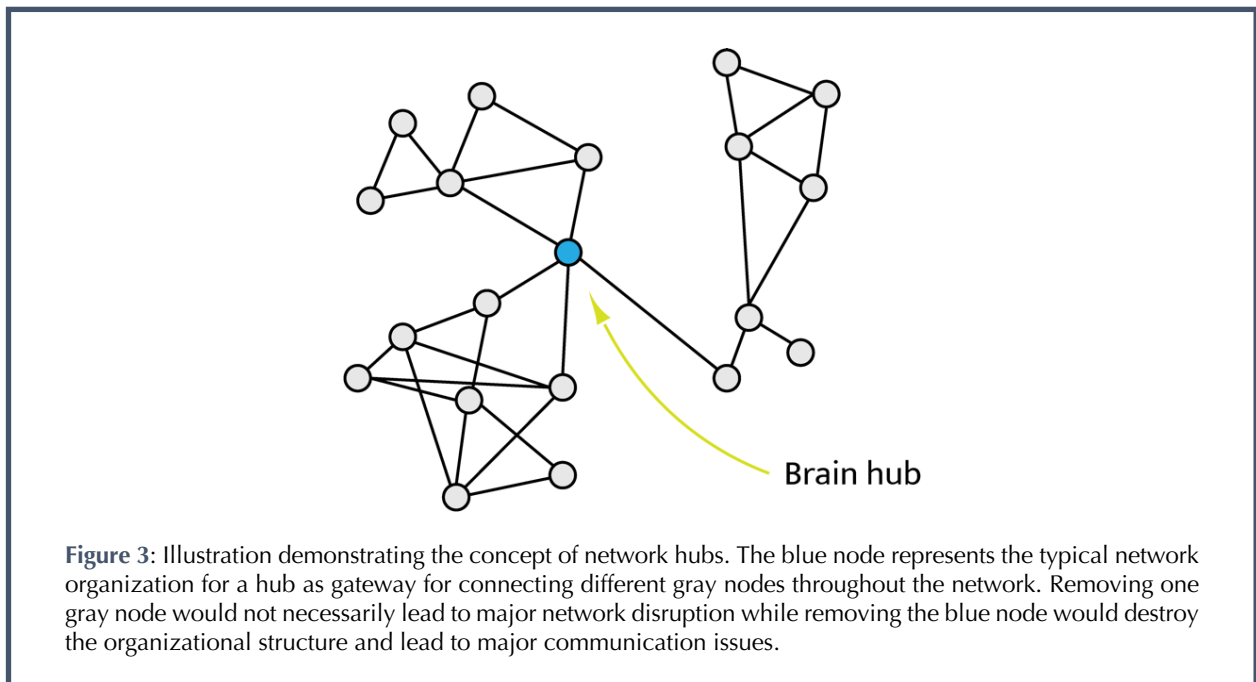 Brain hub
Figure 3: Illustration demonstrating the concept of network hubs. The blue node represents the typical network
organization for a hub as gateway for connecting different gray nodes throughout the network. Removing one
gray node would not necessarily lead to major network disruption while removing the blue node would destroy
the organizational structure and lead to major communication issues.